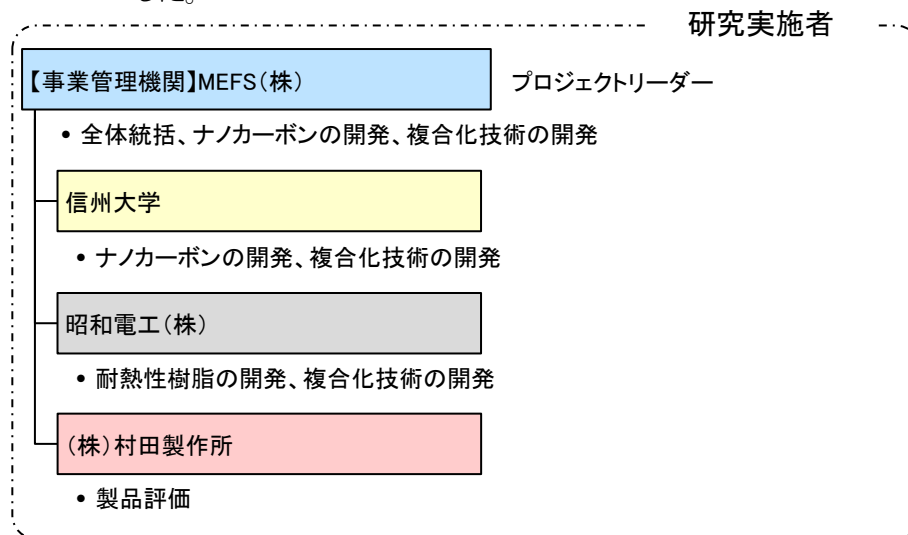 した。
研究実施者
【事業管理機関】MEFS(株) プロジェクトリーダー
• 全体統括、ナノカーボンの開発、複合化技術の開発
信州大学
• ナノカーボンの開発、複合化技術の開発
昭和電工(株)
• 耐熱性樹脂の開発、複合化技術の開発
(株)村田製作所
• 製品評価